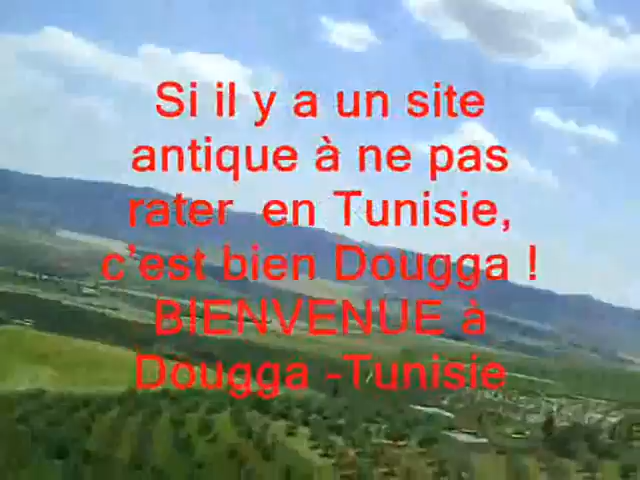 Si il y a un site
antique à ne pas
rater  en Tunisie,
c’est bien Dougga !
BIENVENUE à
Dougga -Tunisie